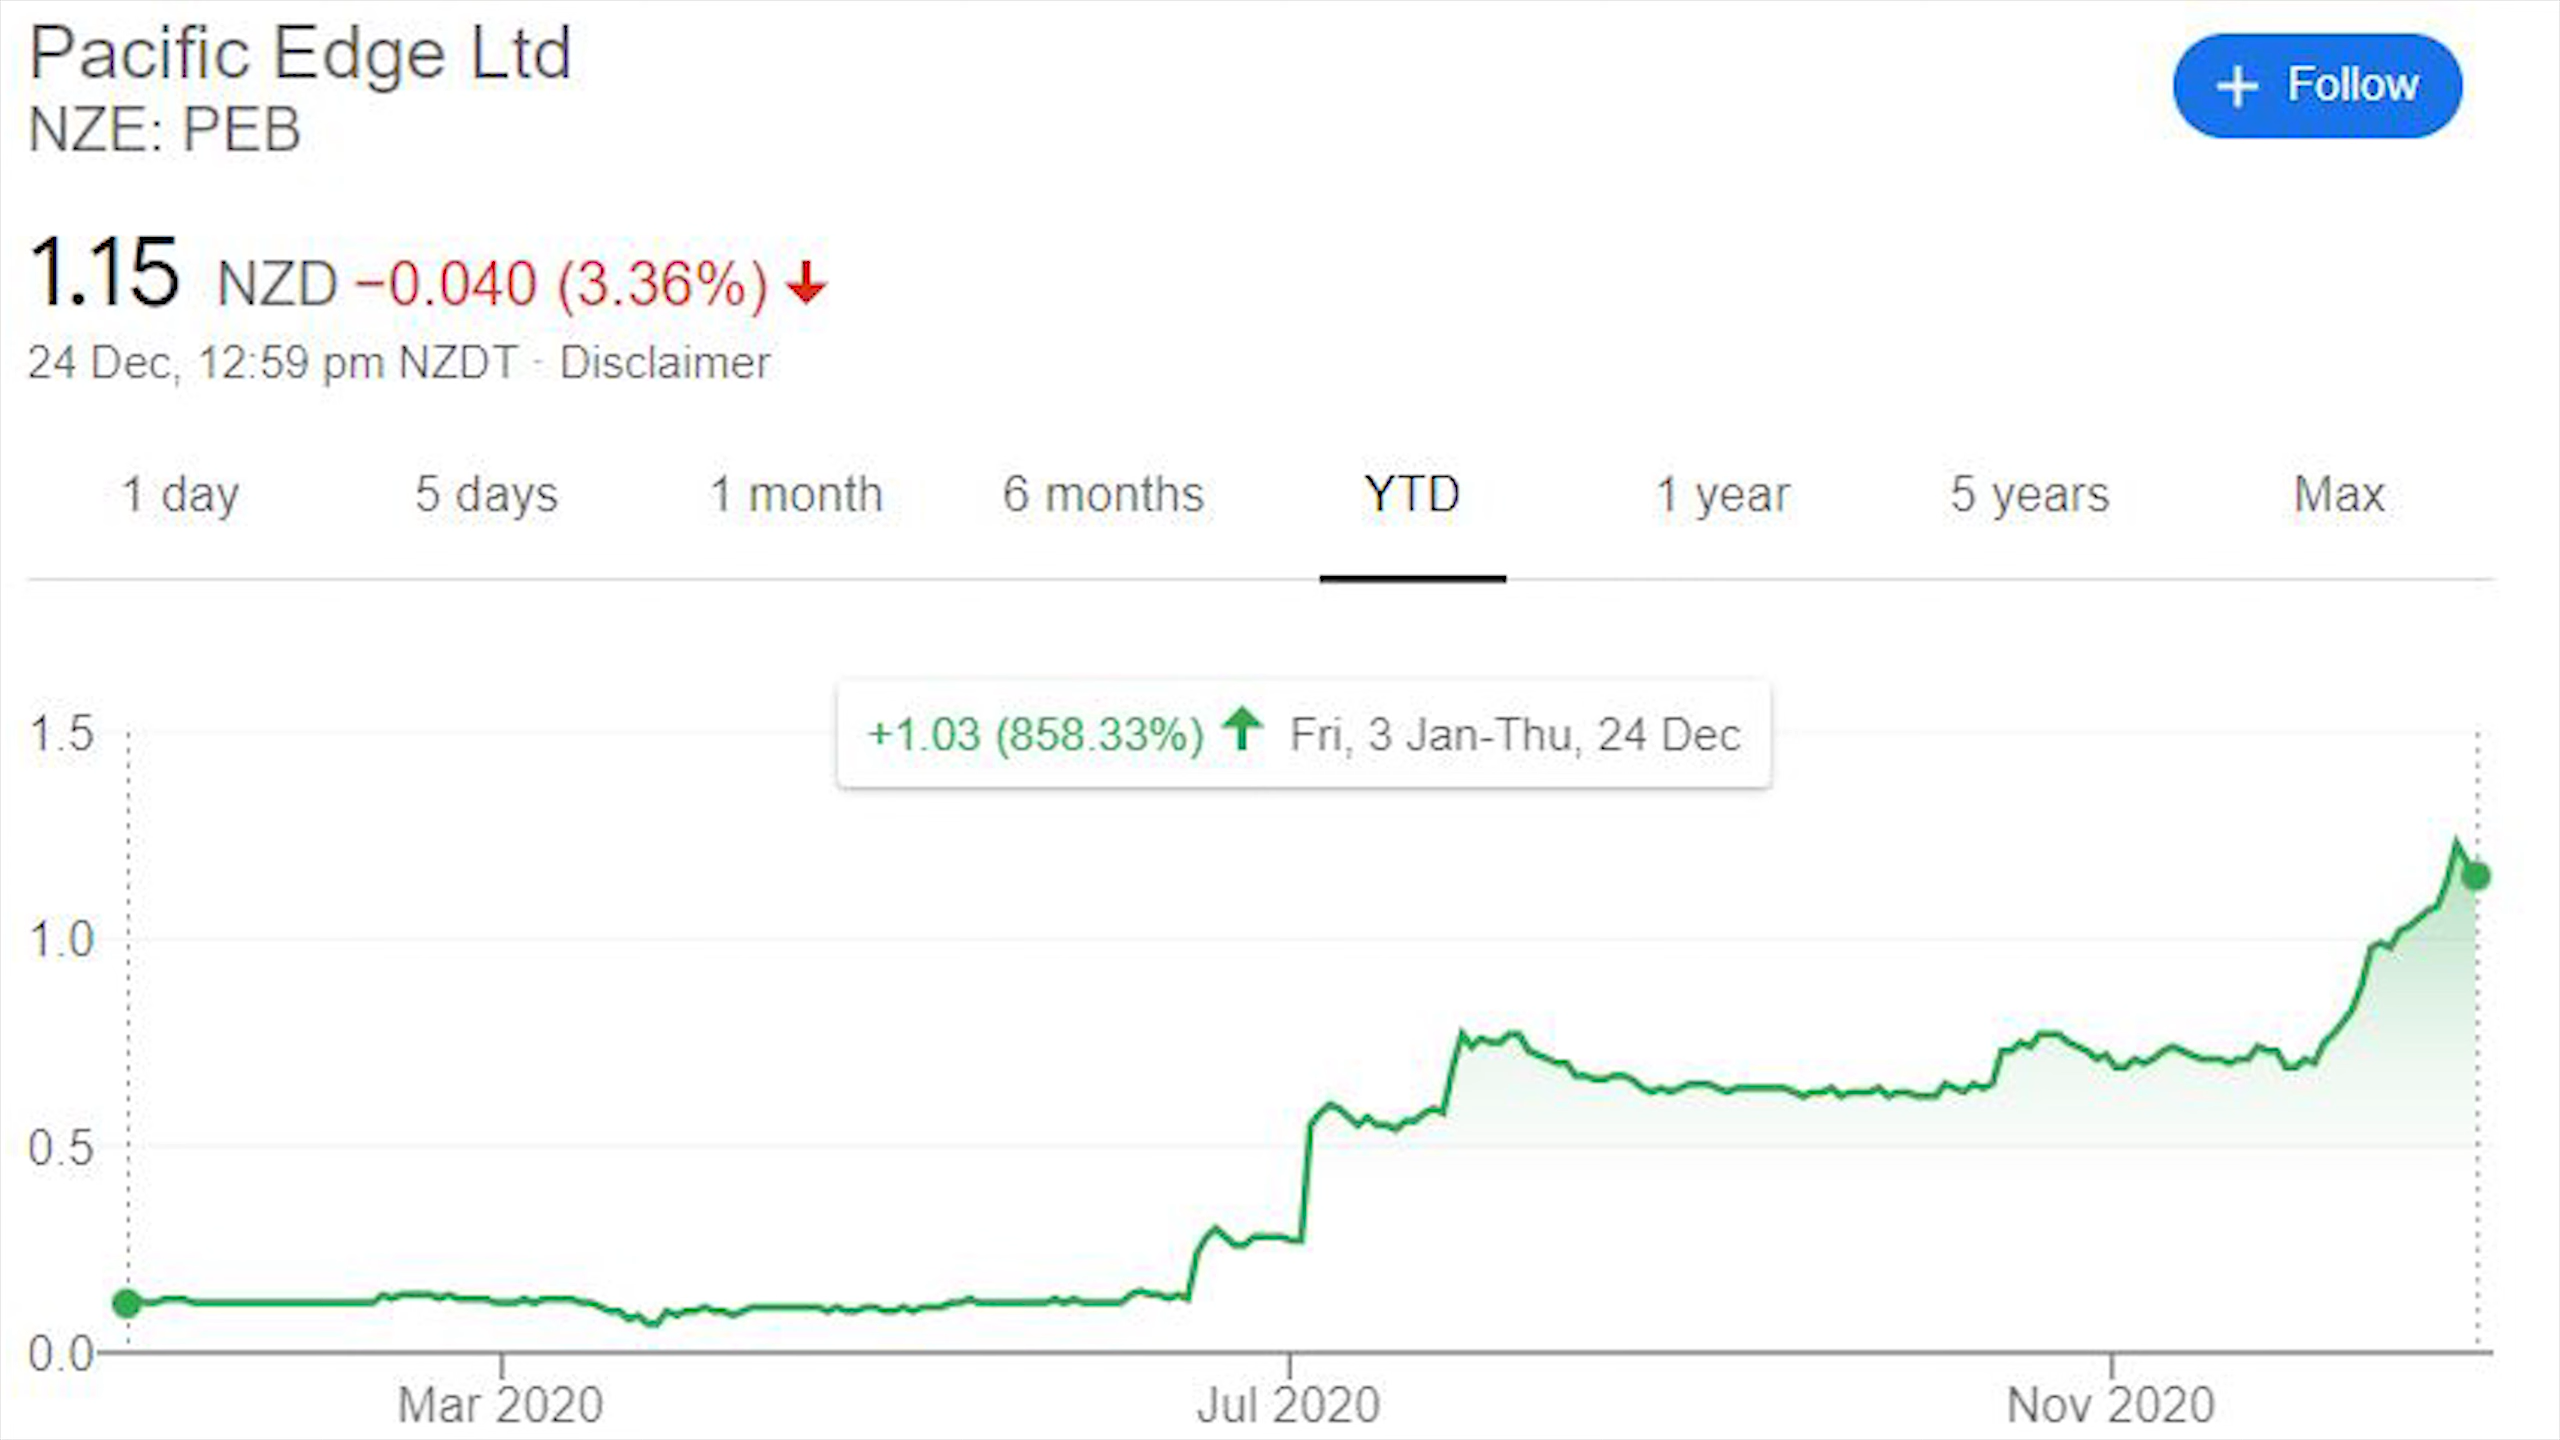 Pacific Edge Ltd
+ Follow
NZE: PEB
1.15 NZD −0.040 (3.36%)
24 Dec, 12:59 pm NZDT · Disclaimer
1 day 5 days 1 month 6 months YTD 1 year 5 years Max
+1.03 (858.33%) Fri, 3 Jan-Thu, 24 Dec
1.5
1.0
0.5
0.0
Mar 2020 Jul 2020 Nov 2020